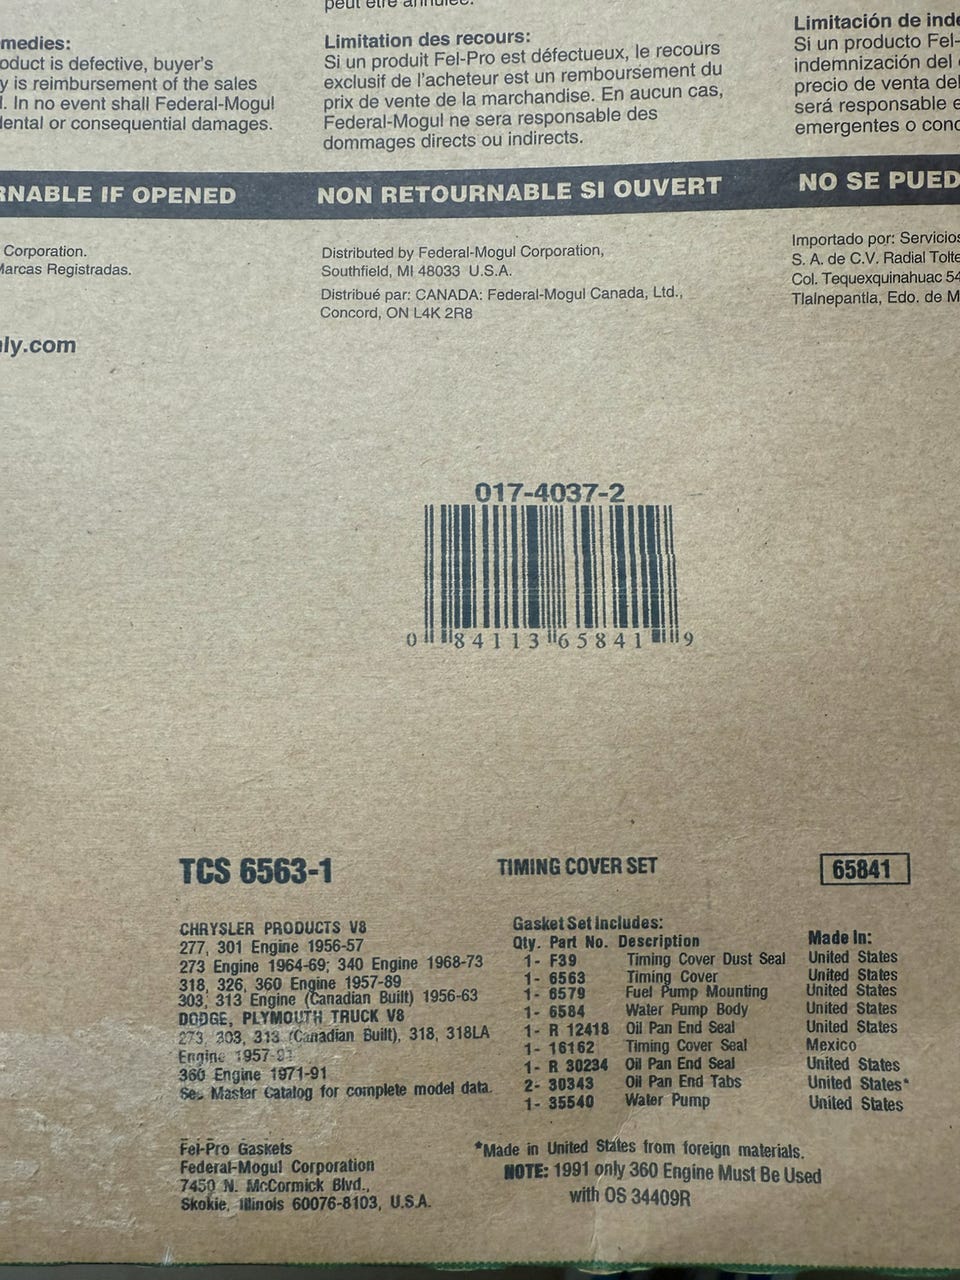 peut être annulée.
medies:
oduct is defective, buyer's
y is reimbursement of the sales
l. In no event shall Federal-Mogul
dental or consequential damages.
Limitation des recours:
Si un produit Fel-Pro est défectueux, le recours
exclusif de l'acheteur est un remboursement du
prix de vente de la marchandise. En aucun cas,
Federal-Mogul ne sera responsable des
dommages directs ou indirects.
Limitación de inde
Si un producto Fel-
indemnización del
precio de venta del
será responsable e
emergentes o cond
RNABLE IF OPENED
NON RETOURNABLE SI OUVERT
NO SE PUED
Corporation.
Marcas Registradas.
Distributed by Federal-Mogul Corporation,
Southfield, MI 48033 U.S.A.
Distribué par: CANADA: Federal-Mogul Canada, Ltd.,
Concord, ON L4K 2R8
Importado por: Servicios
S. A. de C.V. Radial Tolte
Col. Tequexquinahuac 54
Tlalnepantla, Edo. de M
ly.com
017-4037-2
0 84113 65841 9
TCS 6563-1
TIMING COVER SET
65841
CHRYSLER PRODUCTS V8
277, 301 Engine 1956-57
273 Engine 1964-69; 340 Engine 1968-73
318, 326, 360 Engine 1957-89
303, 313 Engine (Canadian Built) 1956-63
DODGE, PLYMOUTH TRUCK V8
273, 303, 313 (Canadian Built), 318, 318LA
Engine 1957-91
360 Engine 1971-91
See Master Catalog for complete model data.
Gasket Set Includes:
Qty. Part No. Description
Made In:
1- F39 Timing Cover Dust Seal United States
1- 6563 Timing Cover United States
1- 6579 Fuel Pump Mounting United States
1- 6584 Water Pump Body United States
1- R 12418 Oil Pan End Seal United States
1- 16162 Timing Cover Seal Mexico
1- R 30234 Oil Pan End Seal United States
2- 30343 Oil Pan End Tabs United States*
1- 35540 Water Pump United States
Fel-Pro Gaskets
Federal-Mogul Corporation
7450 N. McCormick Blvd.,
Skokie, Illinois 60076-8103, U.S.A.
*Made in United States from foreign materials.
NOTE: 1991 only 360 Engine Must Be Used
with OS 34409R